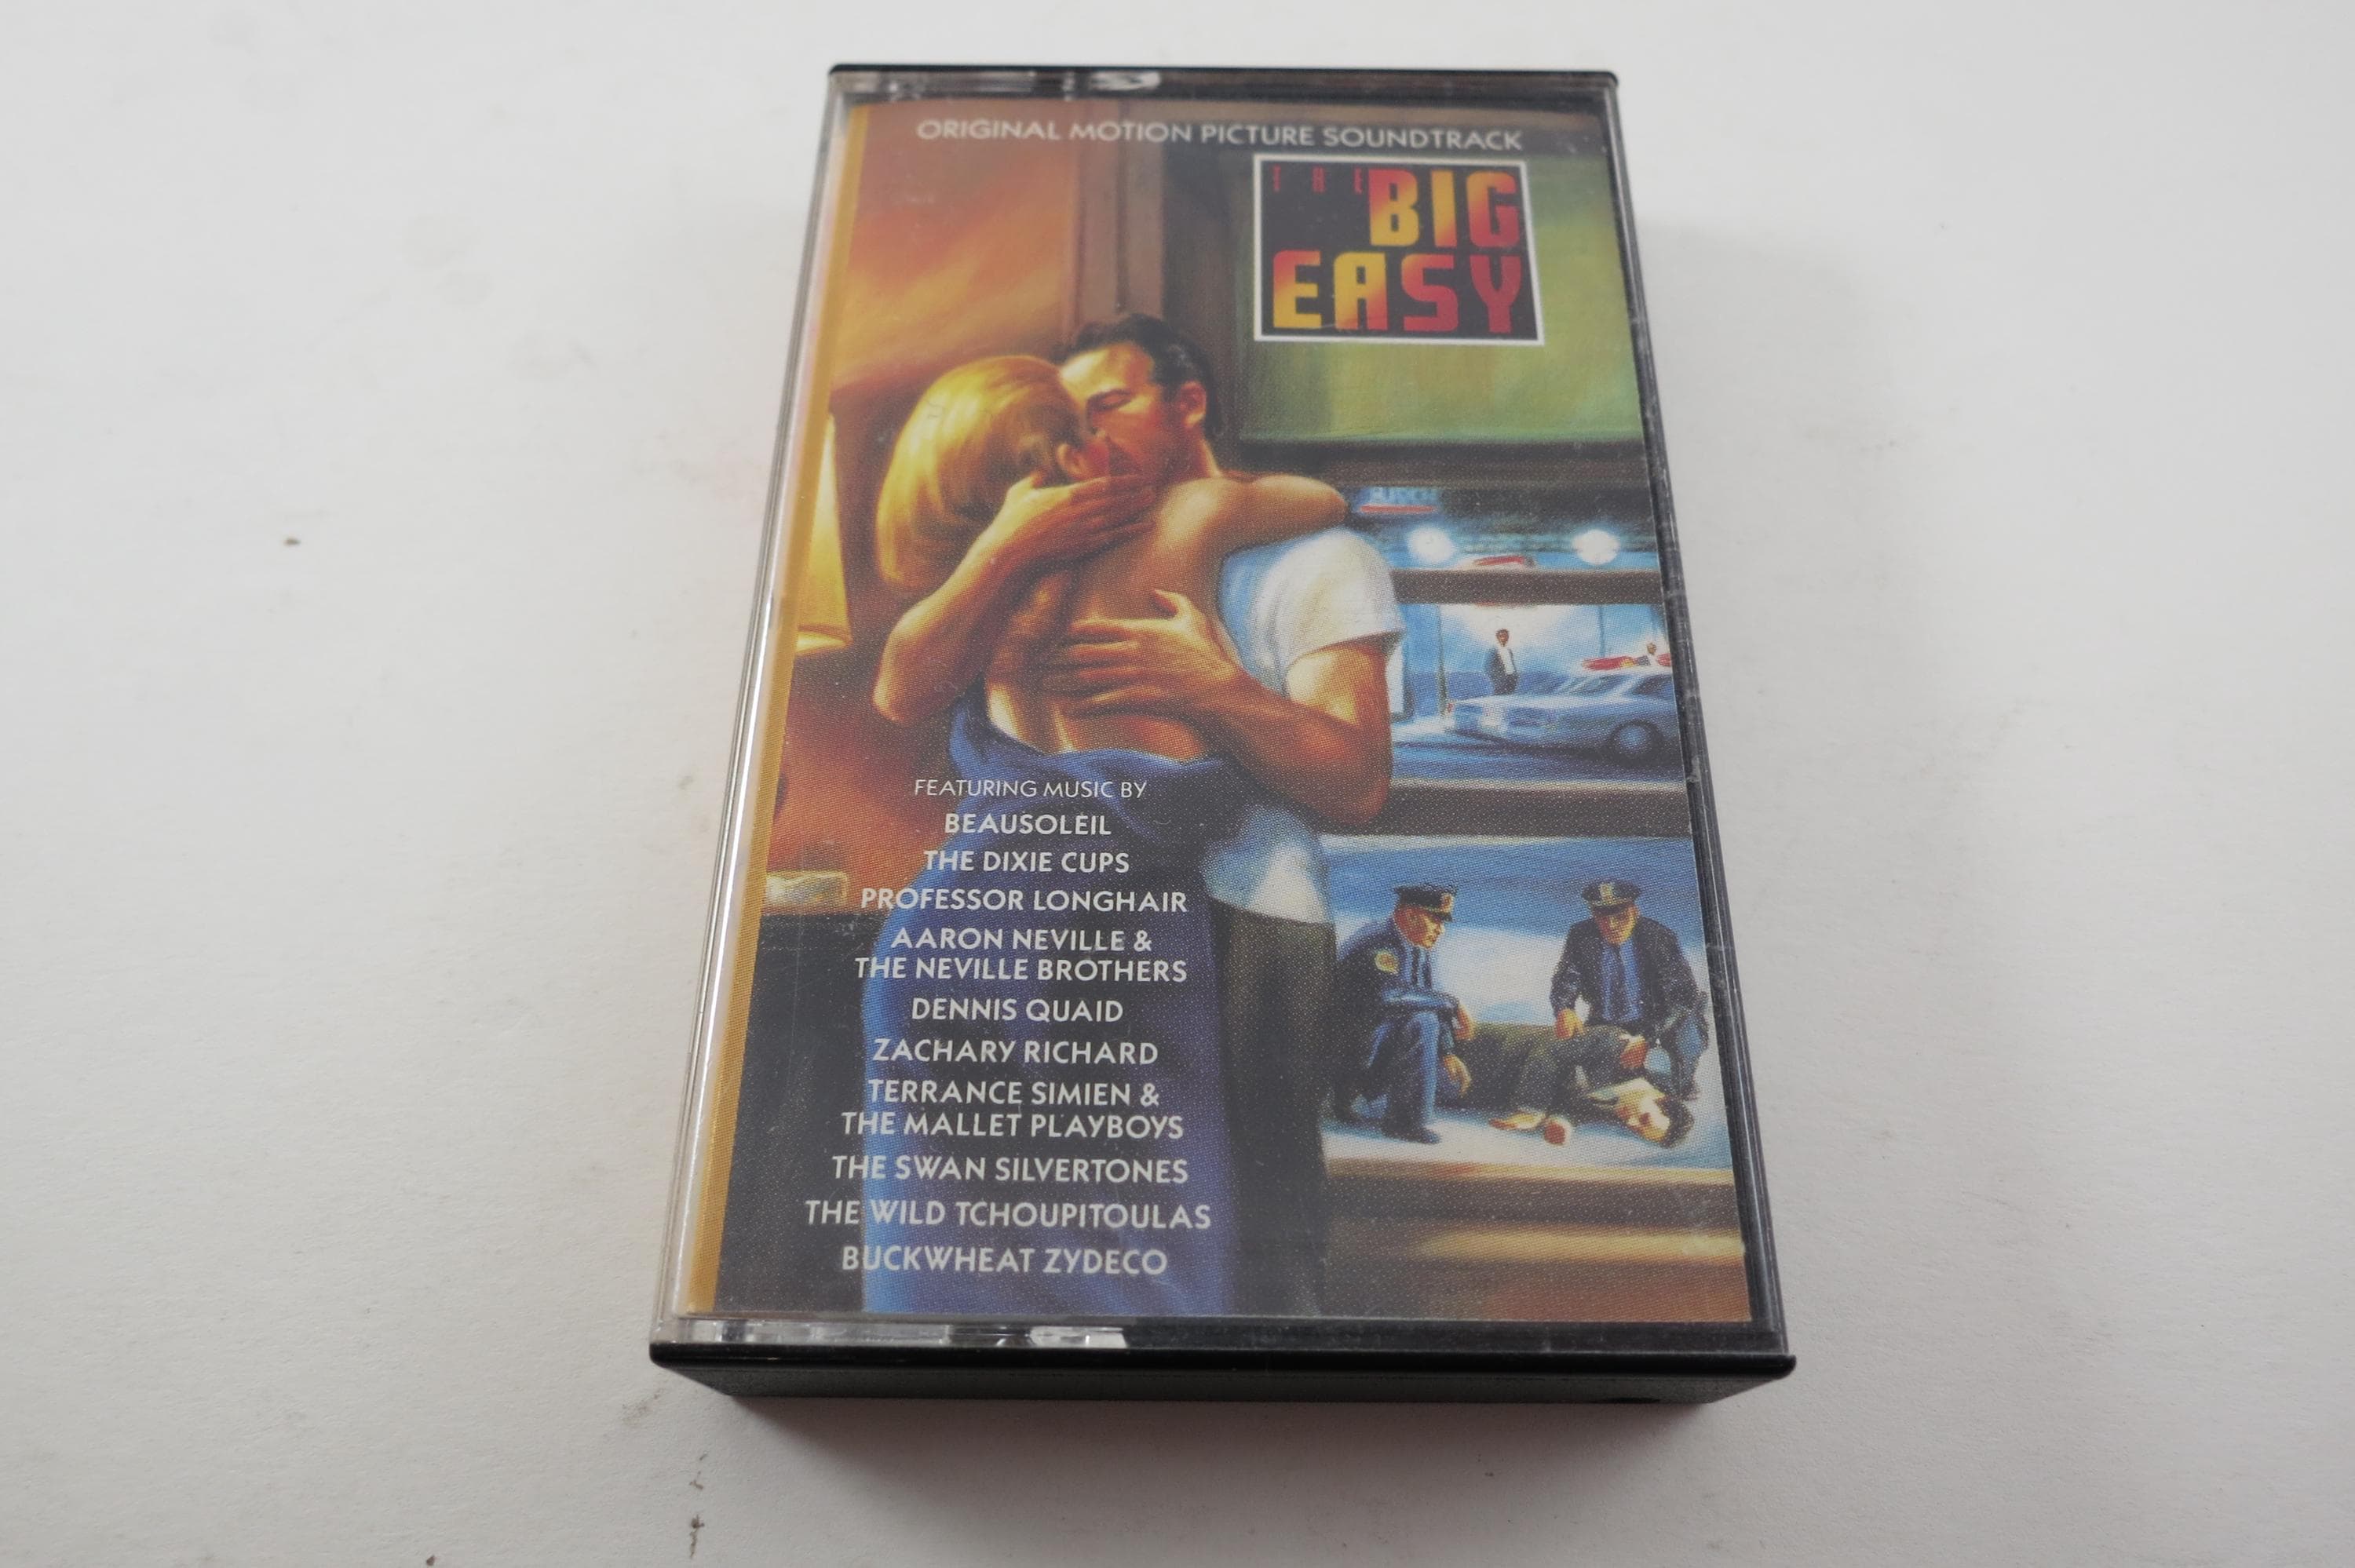 ORIGINAL MOTION PICTURE SOUNDTRACK
THE BIG
EASY
FEATURING MUSIC BY
BEAUSOLEIL
THE DIXIE CUPS
PROFESSOR LONGHAIR
AARON NEVILLE &
THE NEVILLE BROTHERS
DENNIS QUAID
ZACHARY RICHARD
TERRANCE SIMIEN &
THE MALLET PLAYBOYS
THE SWAN SILVERTONES
THE WILD TCHOUPITOULAS
BUCKWHEAT ZYDECO